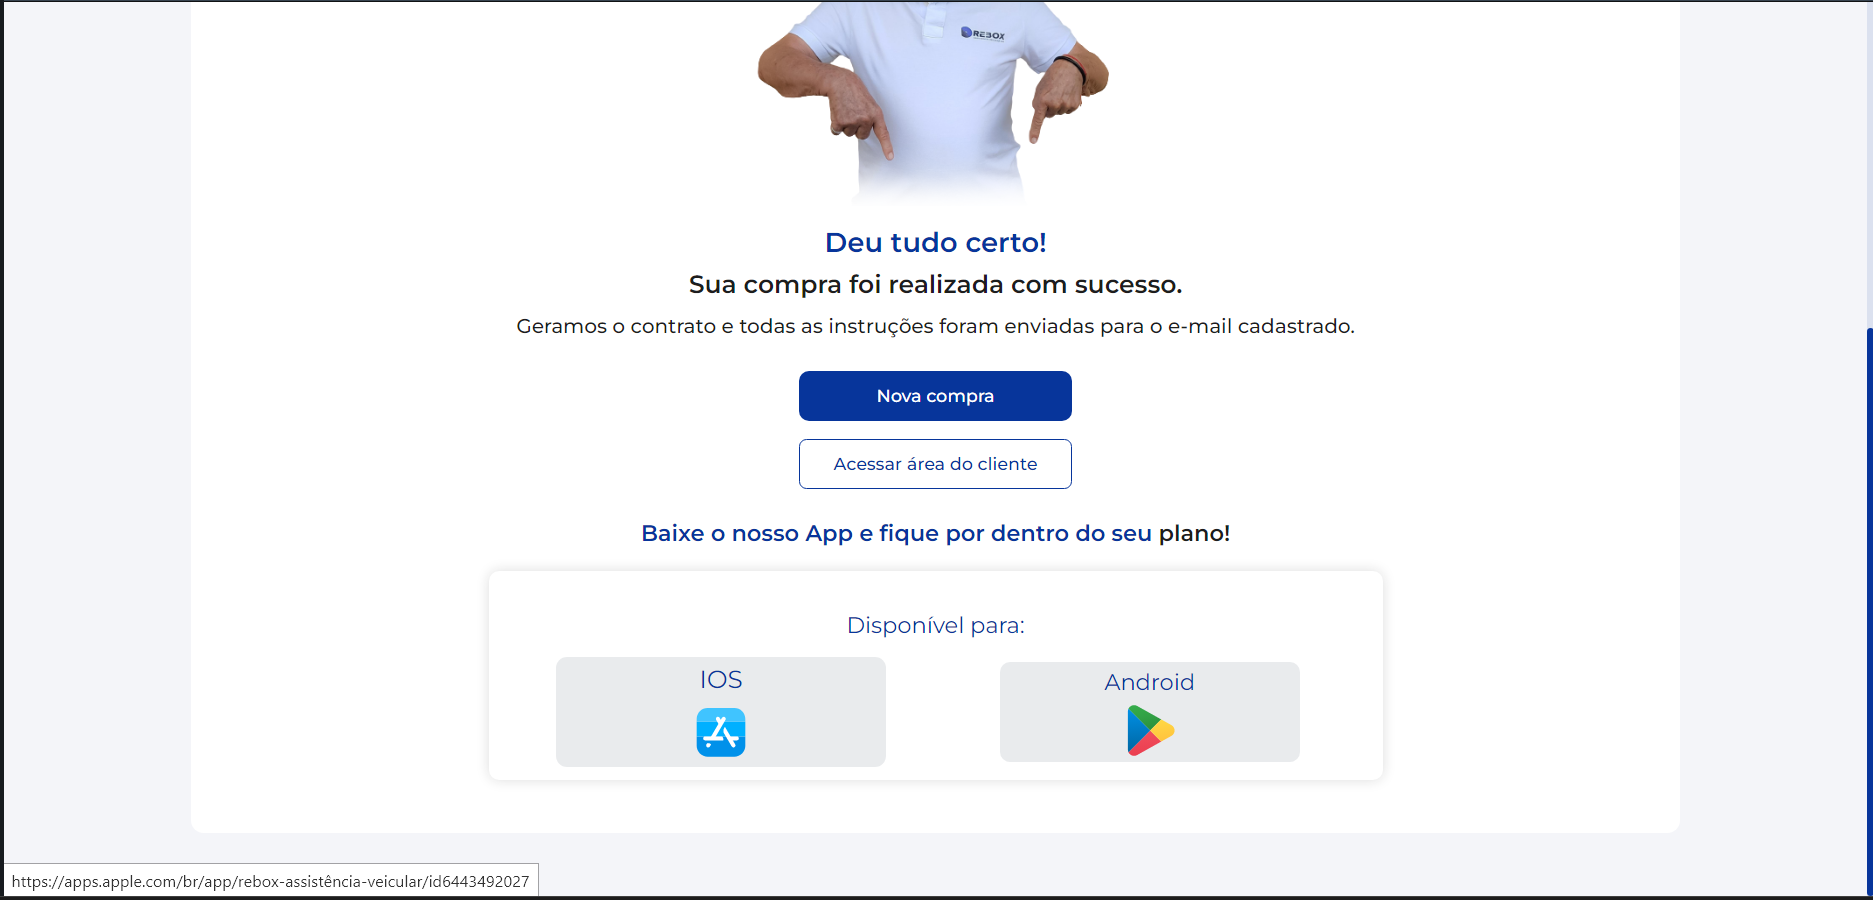 REBOX
Deu tudo certo!
Sua compra foi realizada com sucesso.
Geramos o contrato e todas as instruções foram enviadas para o e-mail cadastrado.
Nova compra
Acessar área do cliente
Baixe o nosso App e fique por dentro do seu plano!
Disponível para:
IOS
Android
https://apps.apple.com/br/app/rebox-assistência-veicular/id6443492027